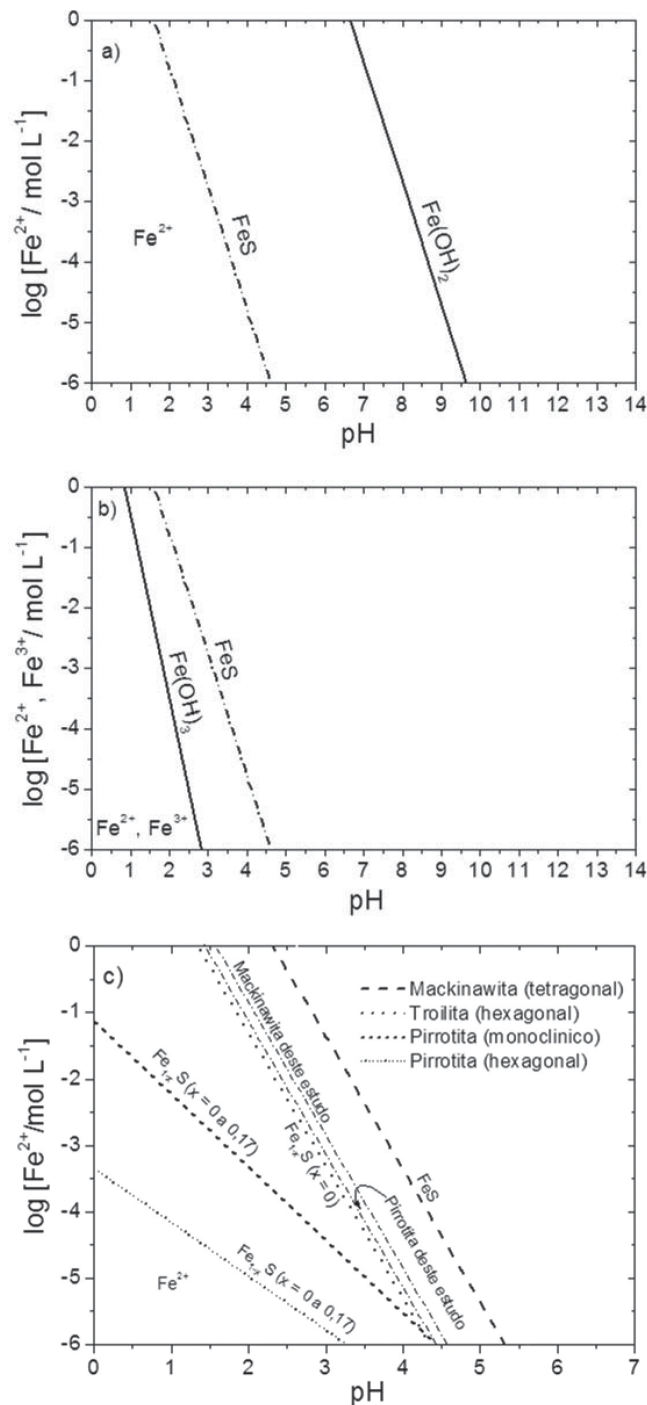 a)
log [Fe²⁺/ mol L⁻¹]
0
-1
-2
-3
-4
-5
-6
Fe²⁺
FeS
Fe(OH)₂
0 1 2 3 4 5 6 7 8 9 10 11 12 13 14
pH
b)
log [Fe²⁺, Fe³⁺/ mol L⁻¹]
0
-1
-2
-3
-4
-5
-6
Fe(OH)₃
FeS
Fe²⁺, Fe³⁺
0 1 2 3 4 5 6 7 8 9 10 11 12 13 14
pH
c)
log [Fe²⁺/mol L⁻¹]
0
-1
-2
-3
-4
-5
-6
Mackinawita (tetragonal)
Troilita (hexagonal)
Pirrotita (monoclinico)
Pirrotita (hexagonal)
Mackinawita deste estudo
Fe₁₋ₓ S (x = 0 a 0,17)
Fe₁₋ₓ S (x = 0)
FeS
Pirrotita deste estudo
Fe₁₋ₓ S (x = 0 a 0,17)
Fe²⁺
0 1 2 3 4 5 6 7
pH